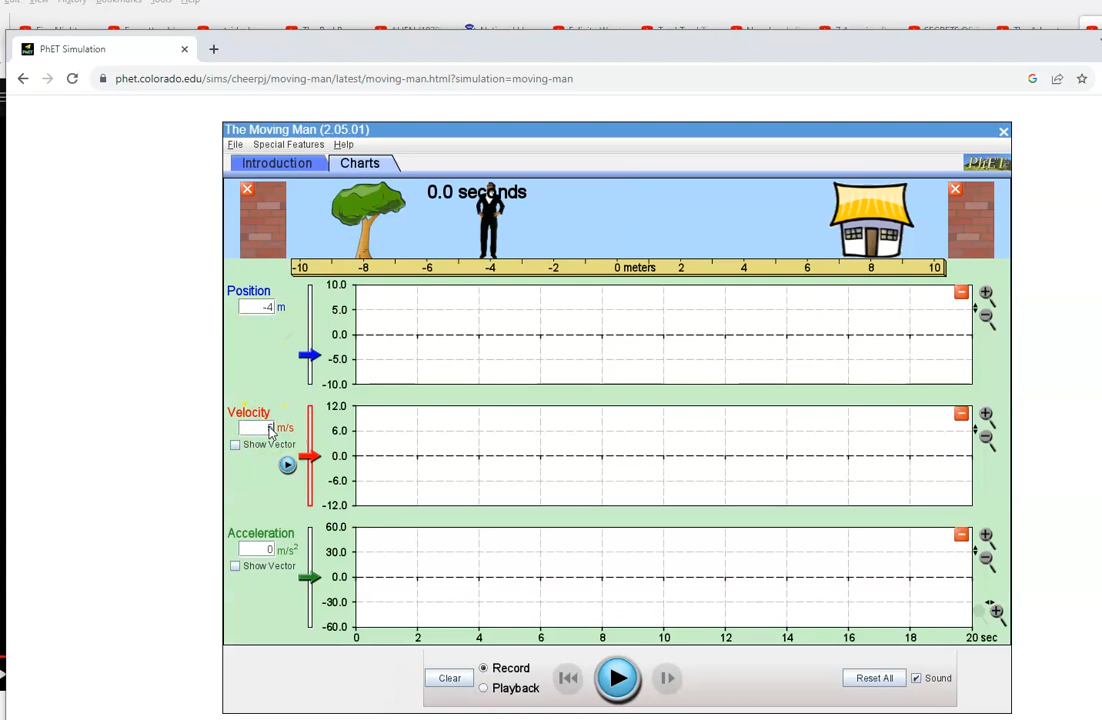 PhET Simulation
phet.colorado.edu/sims/cheerpj/moving-man/latest/moving-man.html?simulation=moving-man
The Moving Man (2.05.01)
File Special Features Help
Introduction Charts PhET
0.0 seconds
-10 -8 -6 -4 -2 0 meters 2 4 6 8 10
Position
-4 m
10.0
5.0
0.0
-5.0
-10.0
Velocity
m/s
Show Vector
12.0
6.0
0.0
-6.0
-12.0
Acceleration
0 m/s²
Show Vector
60.0
30.0
0.0
-30.0
-60.0
0 2 4 6 8 10 12 14 16 18 20 sec
Clear
Record
Playback
Reset All
Sound